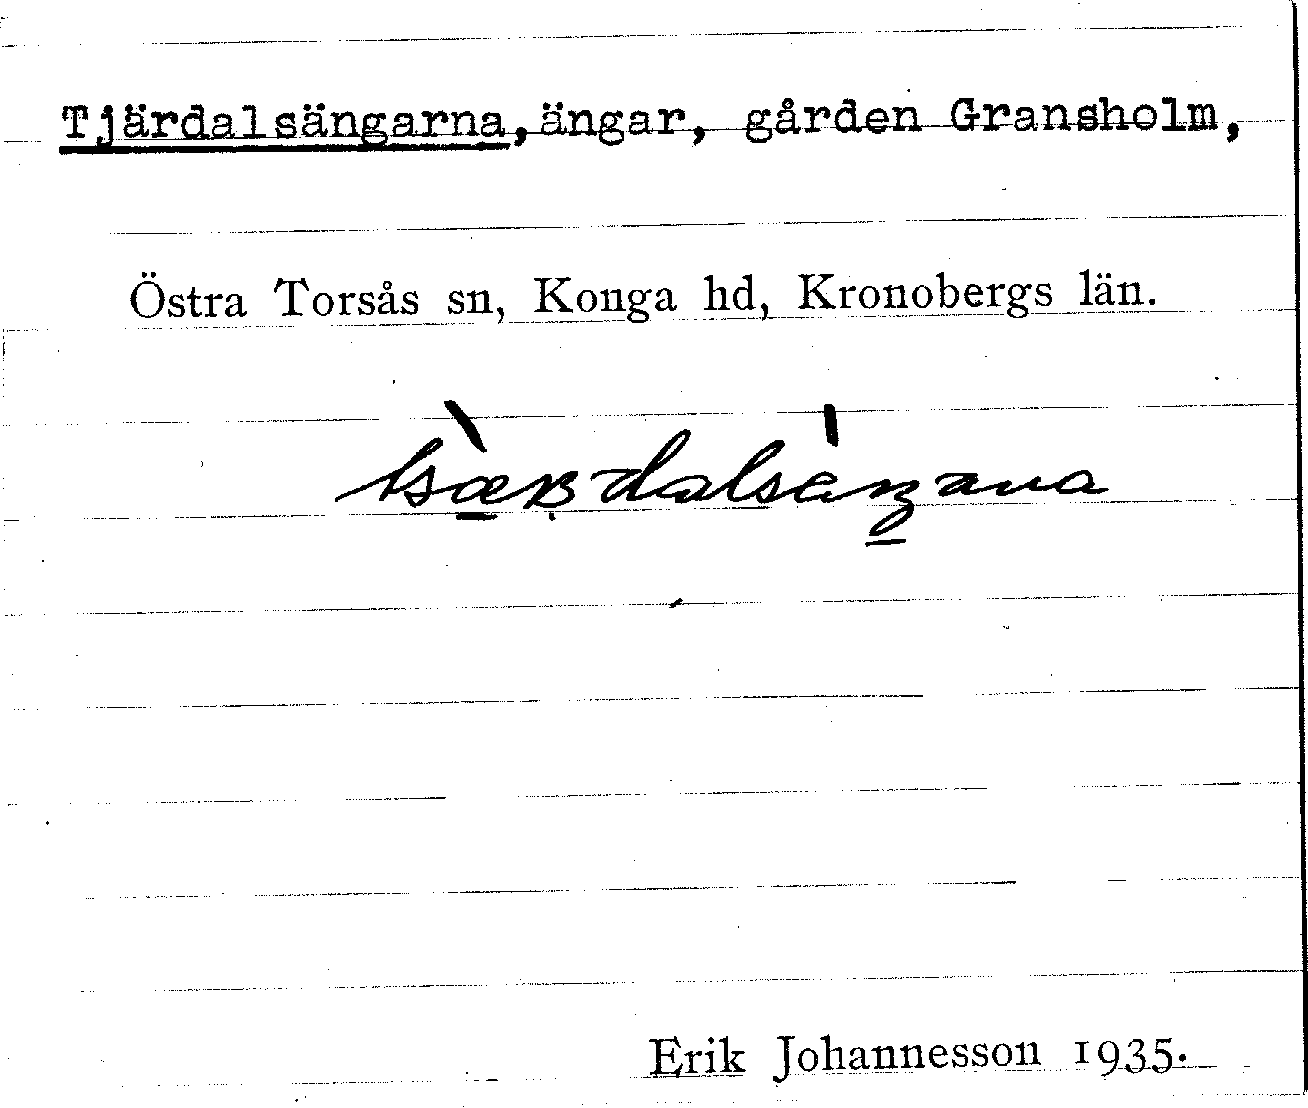 Tjärdalsängarna, ängar, gården Gransholm,
Östra Torsås sn, Konga hd, Kronobergs län.
Erik Johannesson 1935.